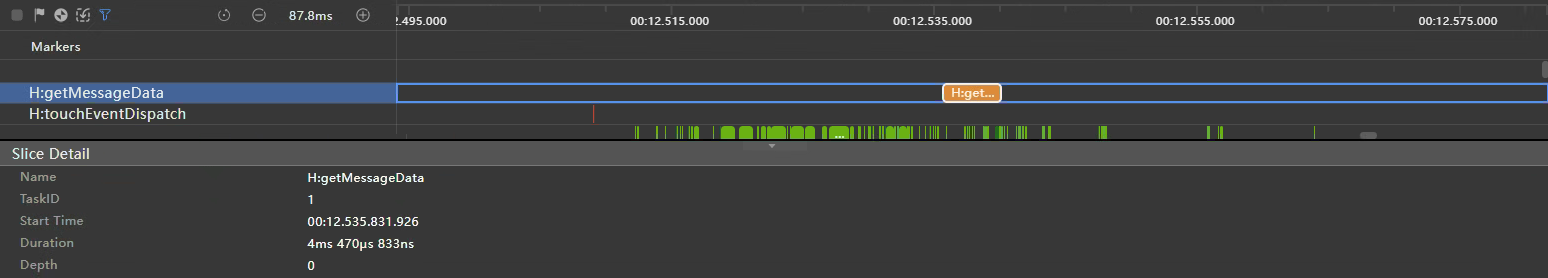 87.8ms
2.495.000 00:12.515.000 00:12.535.000 00:12.555.000 00:12.575.000
Markers
H:getMessageData H:get...
H:touchEventDispatch
...
Slice Detail
Name H:getMessageData
TaskID 1
Start Time 00:12.535.831.926
Duration 4ms 470μs 833ns
Depth 0